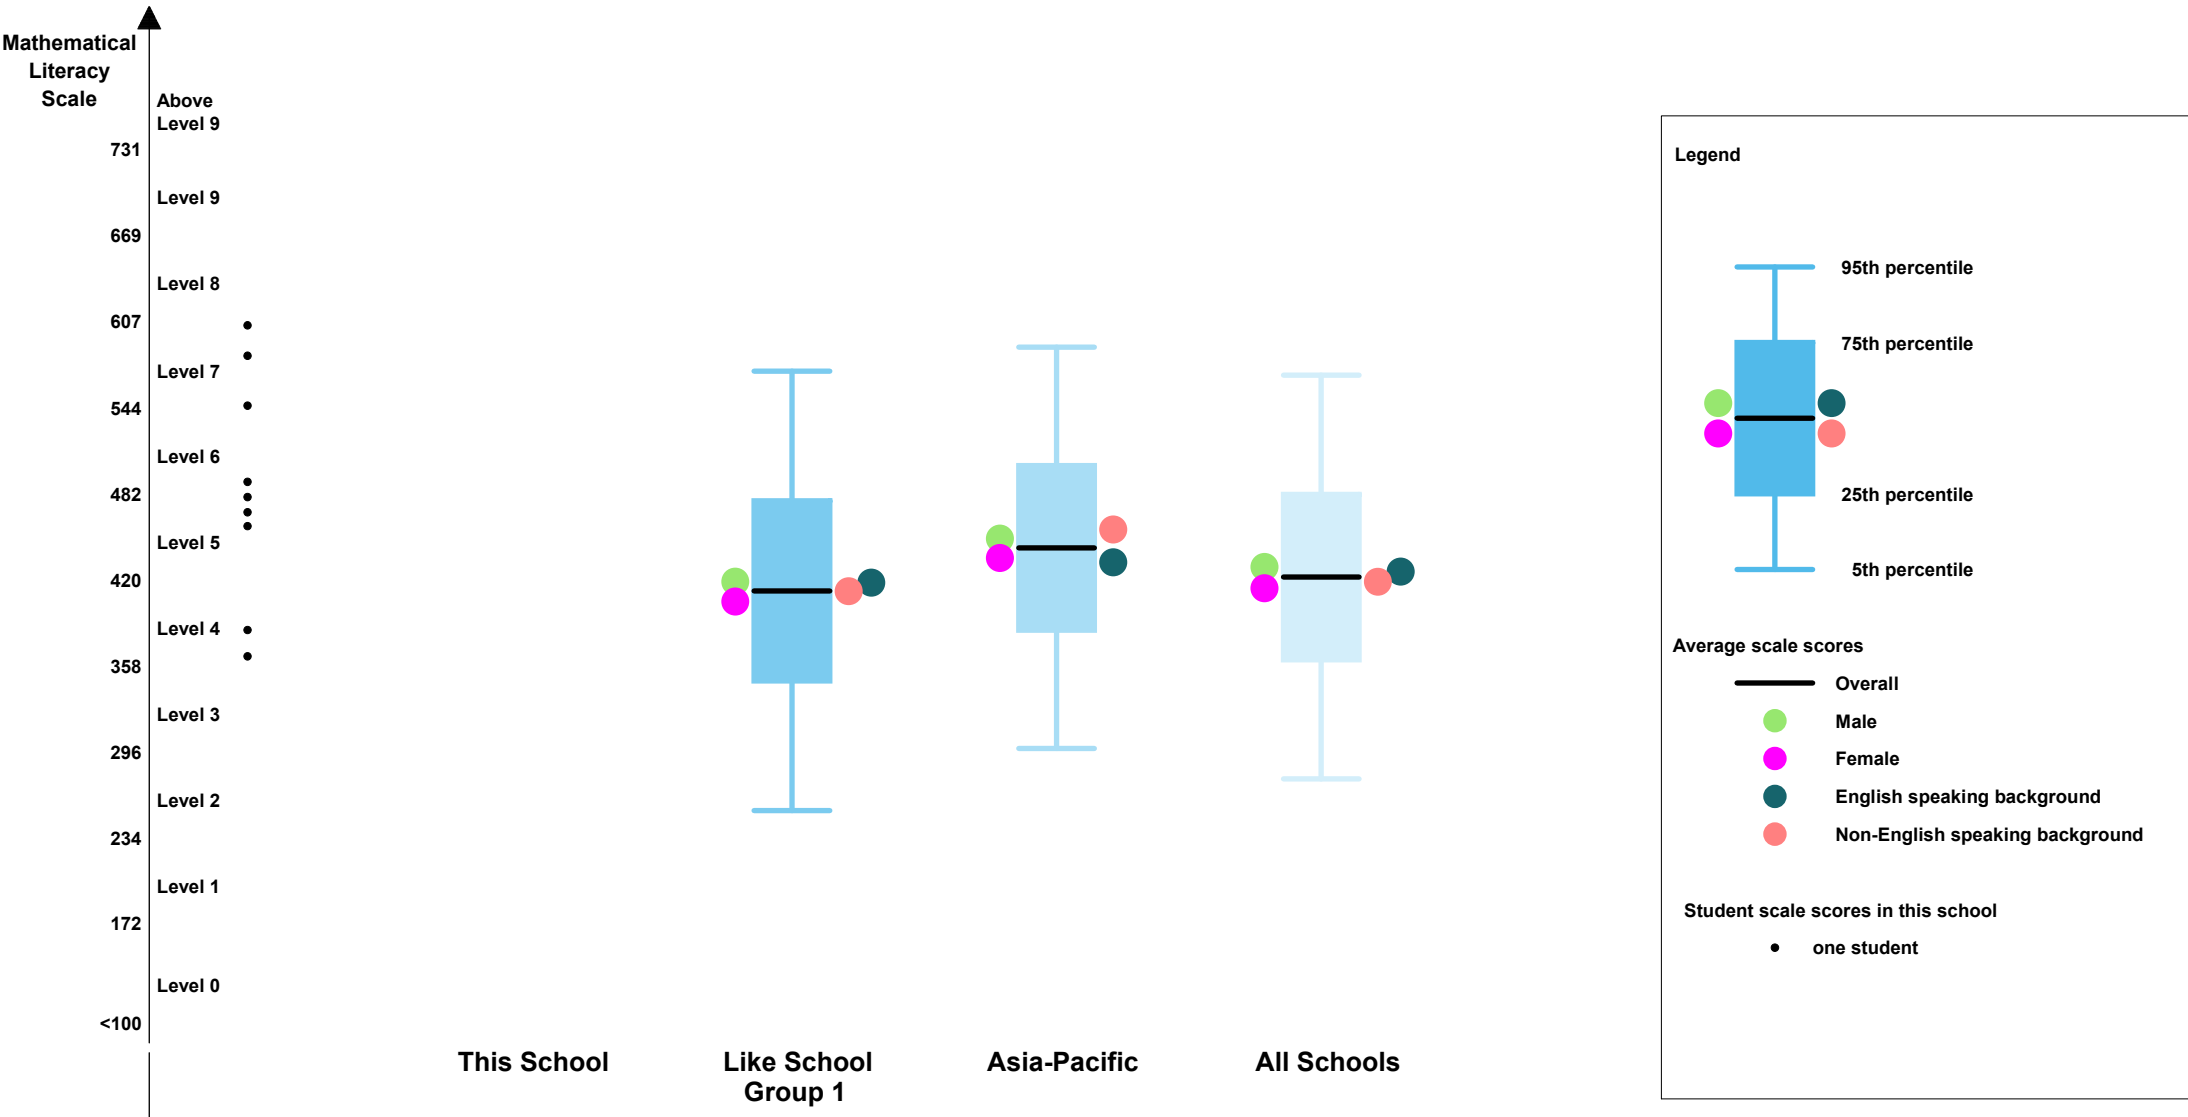 Mathematical
Literacy
Scale
Above
Level 9
731
Level 9
669
Level 8
607
Level 7
544
Level 6
482
Level 5
420
Level 4
358
Level 3
296
Level 2
234
Level 1
172
Level 0
<100
This School
Like School
Group 1
Asia-Pacific
All Schools
Legend
95th percentile
75th percentile
25th percentile
5th percentile
Average scale scores
Overall
Male
Female
English speaking background
Non-English speaking background
Student scale scores in this school
one student